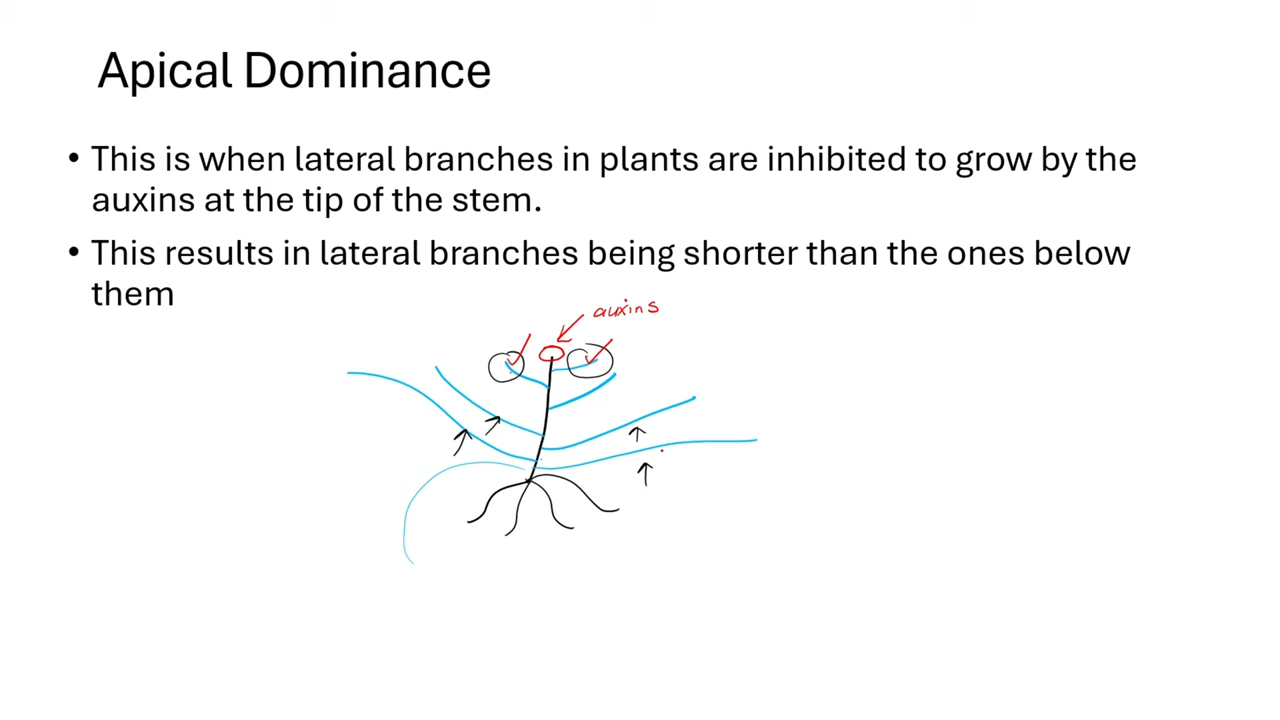 Apical Dominance
• This is when lateral branches in plants are inhibited to grow by the
auxins at the tip of the stem.
• This results in lateral branches being shorter than the ones below
them
auxins